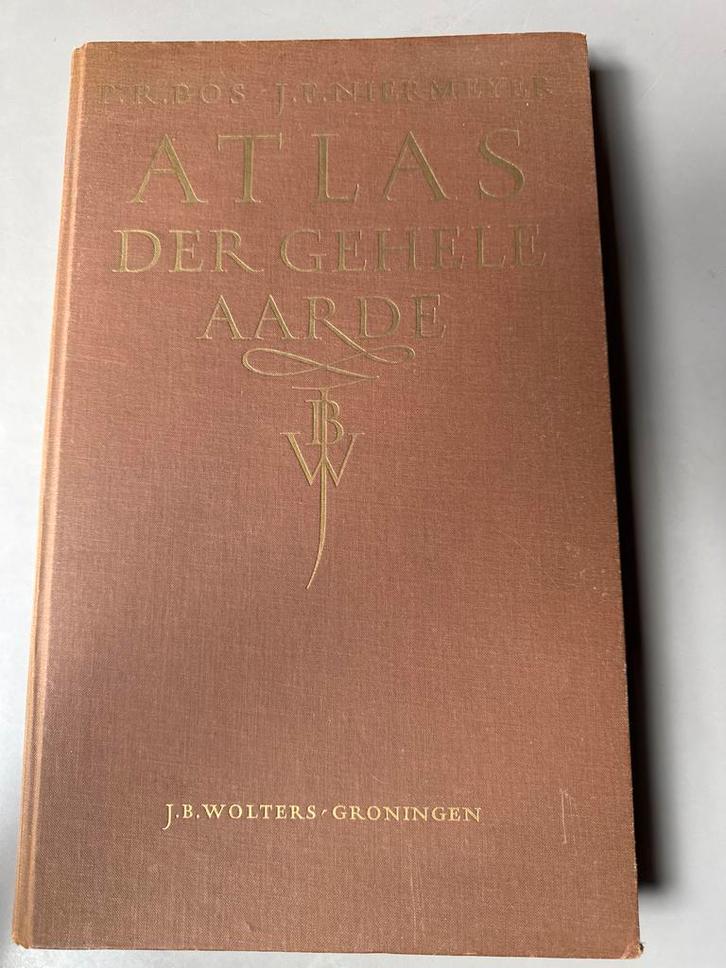 P. R. BOS · J. F. NIERMEYER
ATLAS
DER GEHELE
AARDE
JBW
J. B. WOLTERS · GRONINGEN